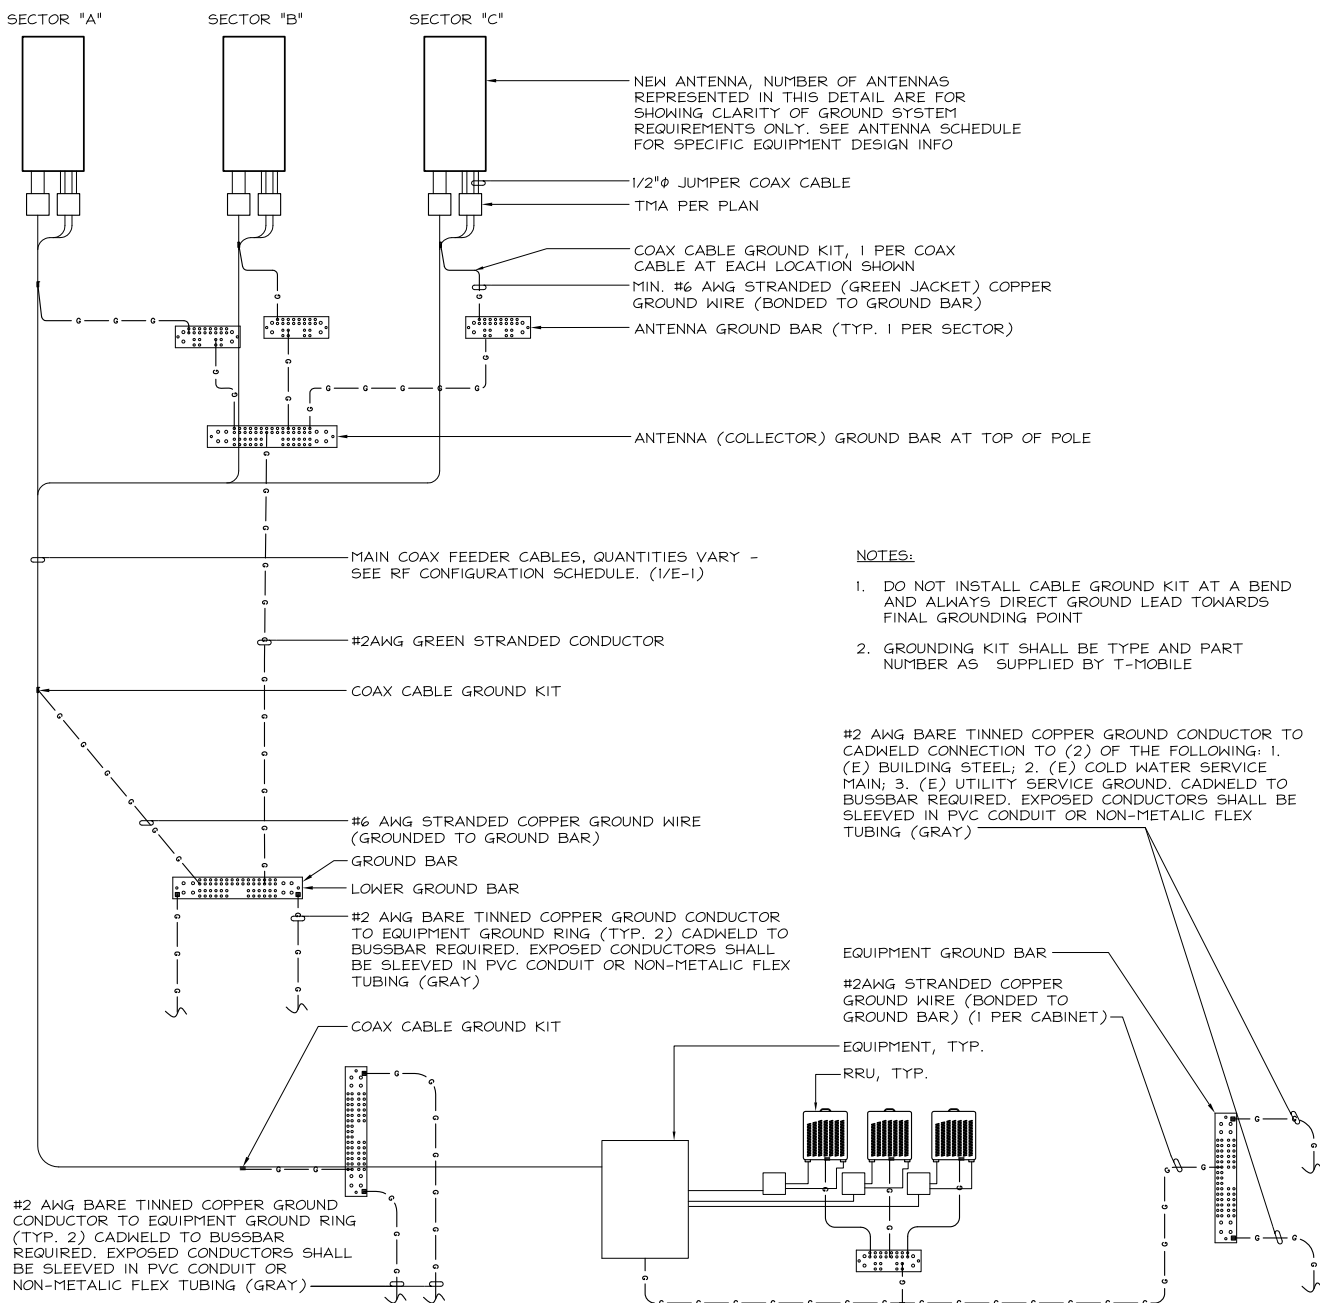 SECTOR "A" SECTOR "B" SECTOR "C"
NEW ANTENNA, NUMBER OF ANTENNAS
REPRESENTED IN THIS DETAIL ARE FOR
SHOWING CLARITY OF GROUND SYSTEM
REQUIREMENTS ONLY. SEE ANTENNA SCHEDULE
FOR SPECIFIC EQUIPMENT DESIGN INFO
1/2"ϕ JUMPER COAX CABLE
TMA PER PLAN
COAX CABLE GROUND KIT, 1 PER COAX
CABLE AT EACH LOCATION SHOWN
MIN. #6 AWG STRANDED (GREEN JACKET) COPPER
GROUND WIRE (BONDED TO GROUND BAR)
ANTENNA GROUND BAR (TYP. 1 PER SECTOR)
ANTENNA (COLLECTOR) GROUND BAR AT TOP OF POLE
MAIN COAX FEEDER CABLES, QUANTITIES VARY -
SEE RF CONFIGURATION SCHEDULE. (1/E-1)
#2AWG GREEN STRANDED CONDUCTOR
COAX CABLE GROUND KIT
NOTES:
1. DO NOT INSTALL CABLE GROUND KIT AT A BEND
AND ALWAYS DIRECT GROUND LEAD TOWARDS
FINAL GROUNDING POINT
2. GROUNDING KIT SHALL BE TYPE AND PART
NUMBER AS SUPPLIED BY T-MOBILE
#2 AWG BARE TINNED COPPER GROUND CONDUCTOR TO
CADWELD CONNECTION TO (2) OF THE FOLLOWING: 1.
(E) BUILDING STEEL; 2. (E) COLD WATER SERVICE
MAIN; 3. (E) UTILITY SERVICE GROUND. CADWELD TO
BUSSBAR REQUIRED. EXPOSED CONDUCTORS SHALL BE
SLEEVED IN PVC CONDUIT OR NON-METALIC FLEX
TUBING (GRAY)
#6 AWG STRANDED COPPER GROUND WIRE
(GROUNDED TO GROUND BAR)
GROUND BAR
LOWER GROUND BAR
#2 AWG BARE TINNED COPPER GROUND CONDUCTOR
TO EQUIPMENT GROUND RING (TYP. 2) CADWELD TO
BUSSBAR REQUIRED. EXPOSED CONDUCTORS SHALL
BE SLEEVED IN PVC CONDUIT OR NON-METALIC FLEX
TUBING (GRAY)
COAX CABLE GROUND KIT
EQUIPMENT GROUND BAR
#2AWG STRANDED COPPER
GROUND WIRE (BONDED TO
GROUND BAR) (1 PER CABINET)
EQUIPMENT, TYP.
RRU, TYP.
#2 AWG BARE TINNED COPPER GROUND
CONDUCTOR TO EQUIPMENT GROUND RING
(TYP. 2) CADWELD TO BUSSBAR
REQUIRED. EXPOSED CONDUCTORS SHALL
BE SLEEVED IN PVC CONDUIT OR
NON-METALIC FLEX TUBING (GRAY)